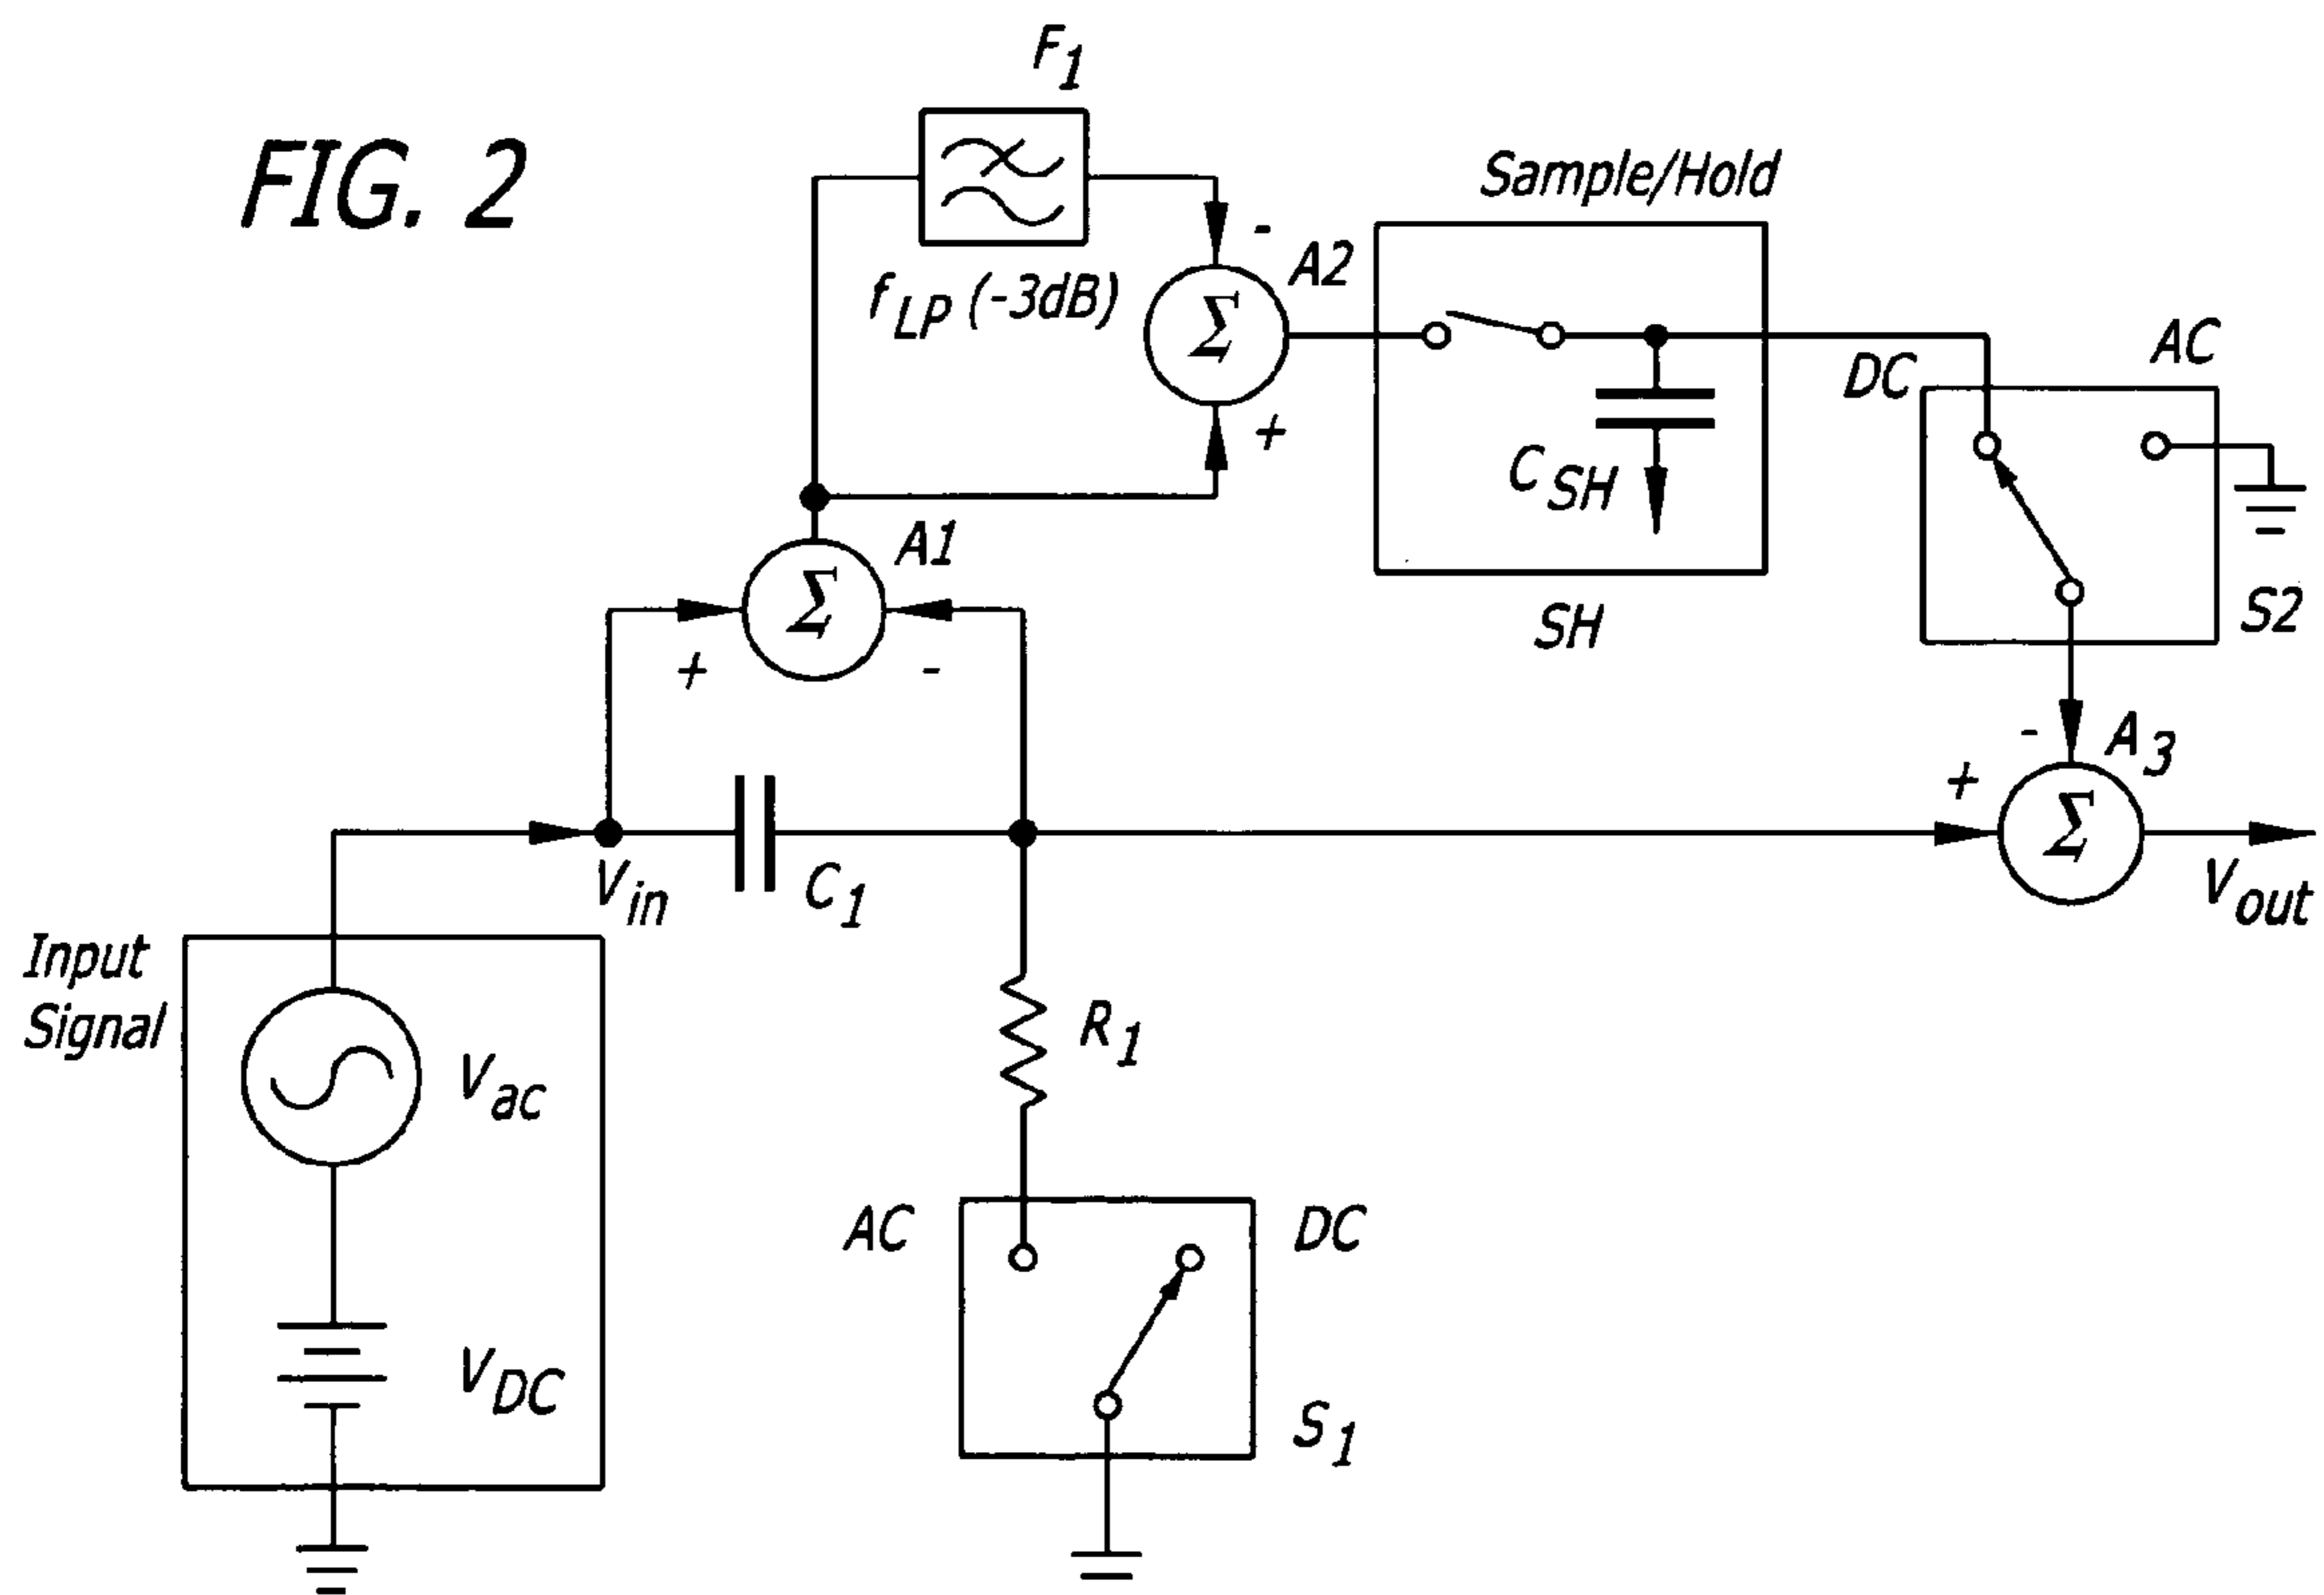 FIG. 2
F1
fLP (-3dB)
-
A2
+
Σ
Sample/Hold
CSH
SH
DC
AC
S2
A1
Σ
+
-
-
A3
+
Σ
Vout
Vin
C1
Input
Signal
Vac
VDC
R1
AC
DC
S1